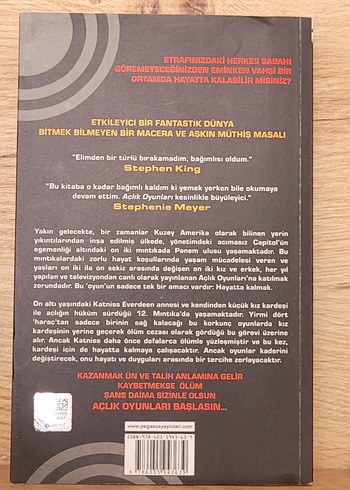 ETRAFINIZDAKİ HERKES SABAHI
GÖREMEYECEĞİNİZDEN EMİNKEN VAHŞİ BİR
ORTAMDA HAYATTA KALABİLİR MİSİNİZ?
ETKİLEYİCİ BİR FANTASTİK DÜNYA
BİTMEK BİLMEYEN BİR MACERA VE AŞKIN MÜTHİŞ MASALI
"Elimden bir türlü bırakamadım, bağımlısı oldum."
Stephen King
"Bu kitaba o kadar bağımlı kaldım ki yemek yerken bile okumaya
devam ettim. Açlık Oyunları kesinlikle büyüleyici."
Stephenie Meyer
Yakın gelecekte, bir zamanlar Kuzey Amerika olarak bilinen yerin
yıkıntılarından inşa edilmiş ülkede, yönetimdeki acımasız Capitol'ün
egemenliği altındaki on iki mıntıkada Panem ulusu yaşamaktadır. Bu
mıntıkalardaki zorlu hayat koşullarında yaşam mücadelesi veren ve
yaşları on iki ila on sekiz arasında değişen on iki kız ve erkek, her yıl
yapılan ve televizyondan canlı olarak yayınlanan Açlık Oyunları'na katılmak
zorundadır. Bu 'oyun'un sadece tek bir amacı vardır: Hayatta kalmak.
On altı yaşındaki Katniss Everdeen annesi ve kendinden küçük kız kardeşi
ile açlığın hüküm sürdüğü 12. Mıntıka'da yaşamaktadır. Yirmi dört
'haraç'tan sadece birinin sağ kalacağı bu korkunç oyunlarda kız
kardeşinin yerine geçerek ölüm cezası olarak gördüğü bu görevi üzerine
alır. Ancak Katniss daha önce defalarca ölümle yüzleşmiştir ve bu kez,
kardeşi için de hayatta kalmaya çalışacaktır. Ancak oyunlar kaderini
değiştirecek, onu hayatı ve duyguları arasında bir tercihe zorlayacaktır.
KAZANMAK ÜN VE TALİH ANLAMINA GELİR
KAYBETMEKSE ÖLÜM
ŞANS DAİMA SİZİNLE OLSUN
AÇLIK OYUNLARI BAŞLASIN...
www.pegasusyayinlari.com
ISBN: 978-605-5943-63-9
9 786055 943639